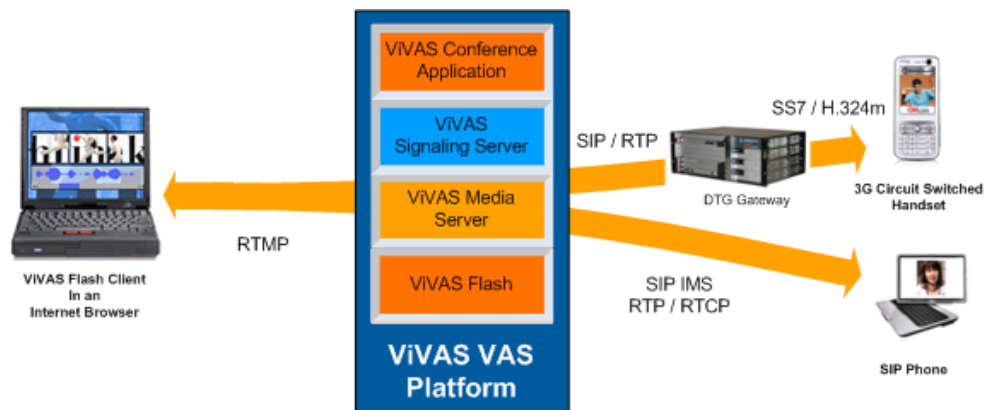 ViVAS Conference
Application
ViVAS
Signaling Server
ViVAS Media
Server
ViVAS Flash
ViVAS VAS
Platform
RTMP
ViVAS Flash Client
In an
Internet Browser
SIP / RTP
DTG Gateway
SS7 / H.324m
3G Circuit Switched
Handset
SIP IMS
RTP / RTCP
SIP Phone